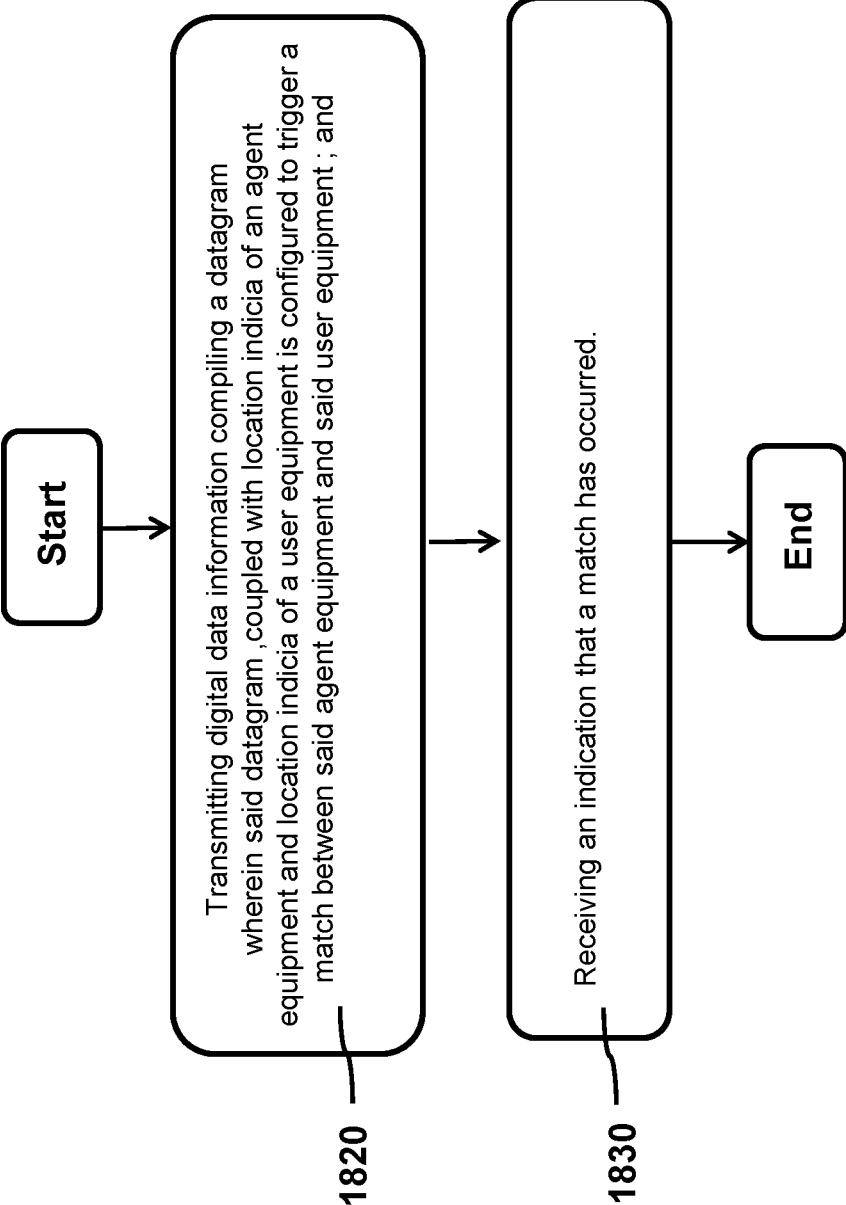 Start
Transmitting digital data information compiling a datagram
wherein said datagram ,coupled with location indicia of an agent
equipment and location indicia of a user equipment is configured to trigger a
match between said agent equipment and said user equipment ; and
1820
Receiving an indication that a match has occurred.
1830
End